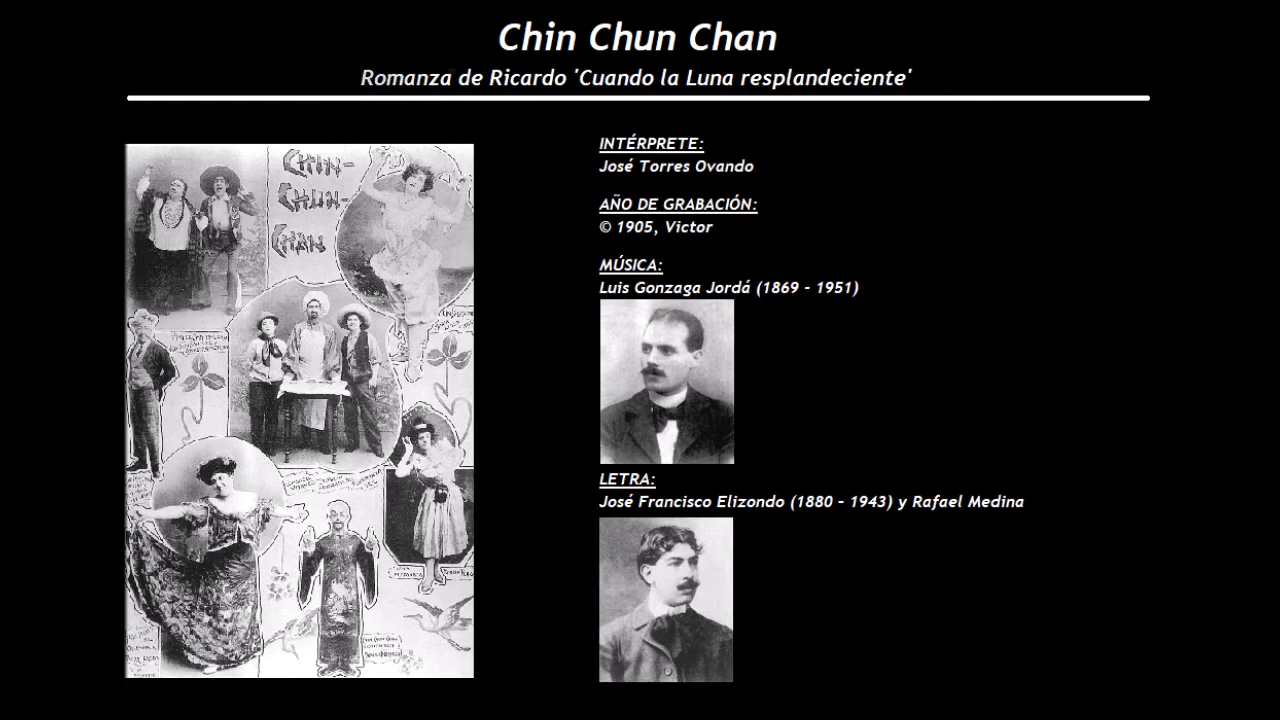 Chin Chun Chan
Romanza de Ricardo 'Cuando la Luna resplandeciente'
CHIN-
CHUN-
CHAN
INTÉRPRETE:
José Torres Ovando
AÑO DE GRABACIÓN:
© 1905, Victor
MÚSICA:
Luis Gonzaga Jordá (1869 - 1951)
LETRA:
José Francisco Elizondo (1880 – 1943) y Rafael Medina